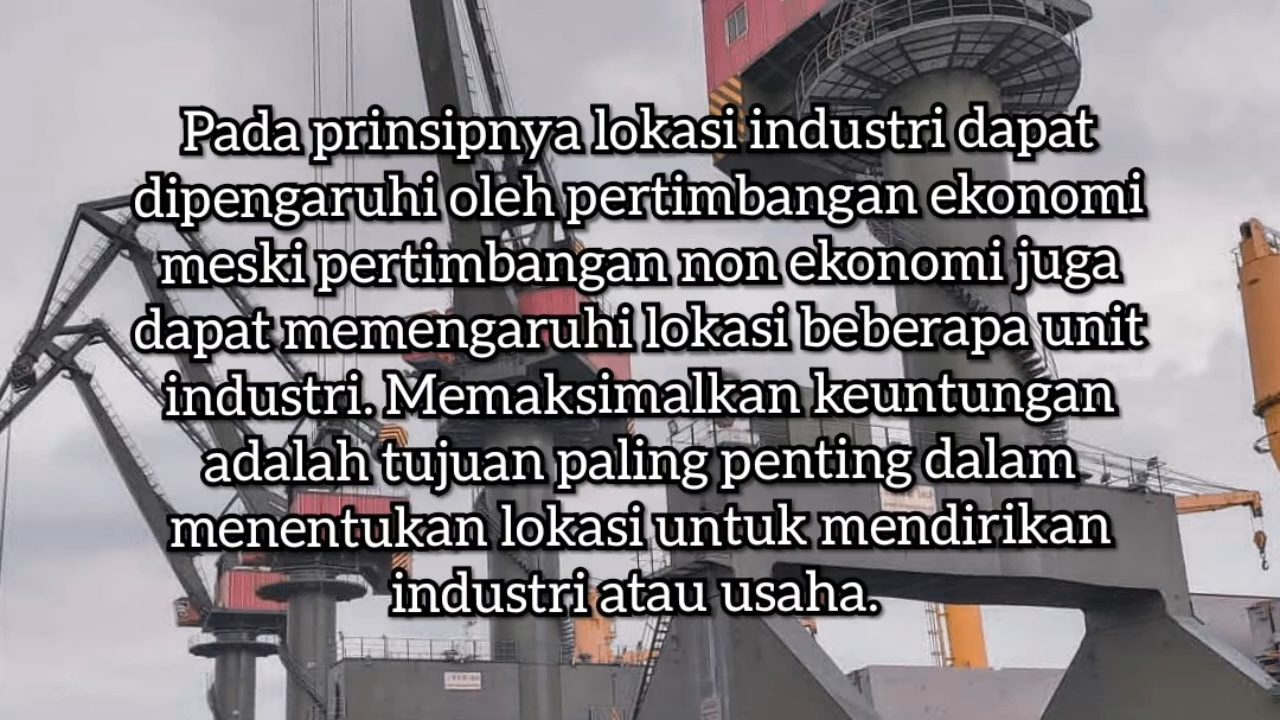 Pada prinsipnya lokasi industri dapat
dipengaruhi oleh pertimbangan ekonomi
meski pertimbangan non ekonomi juga
dapat memengaruhi lokasi beberapa unit
industri. Memaksimalkan keuntungan
adalah tujuan paling penting dalam
menentukan lokasi untuk mendirikan
industri atau usaha.